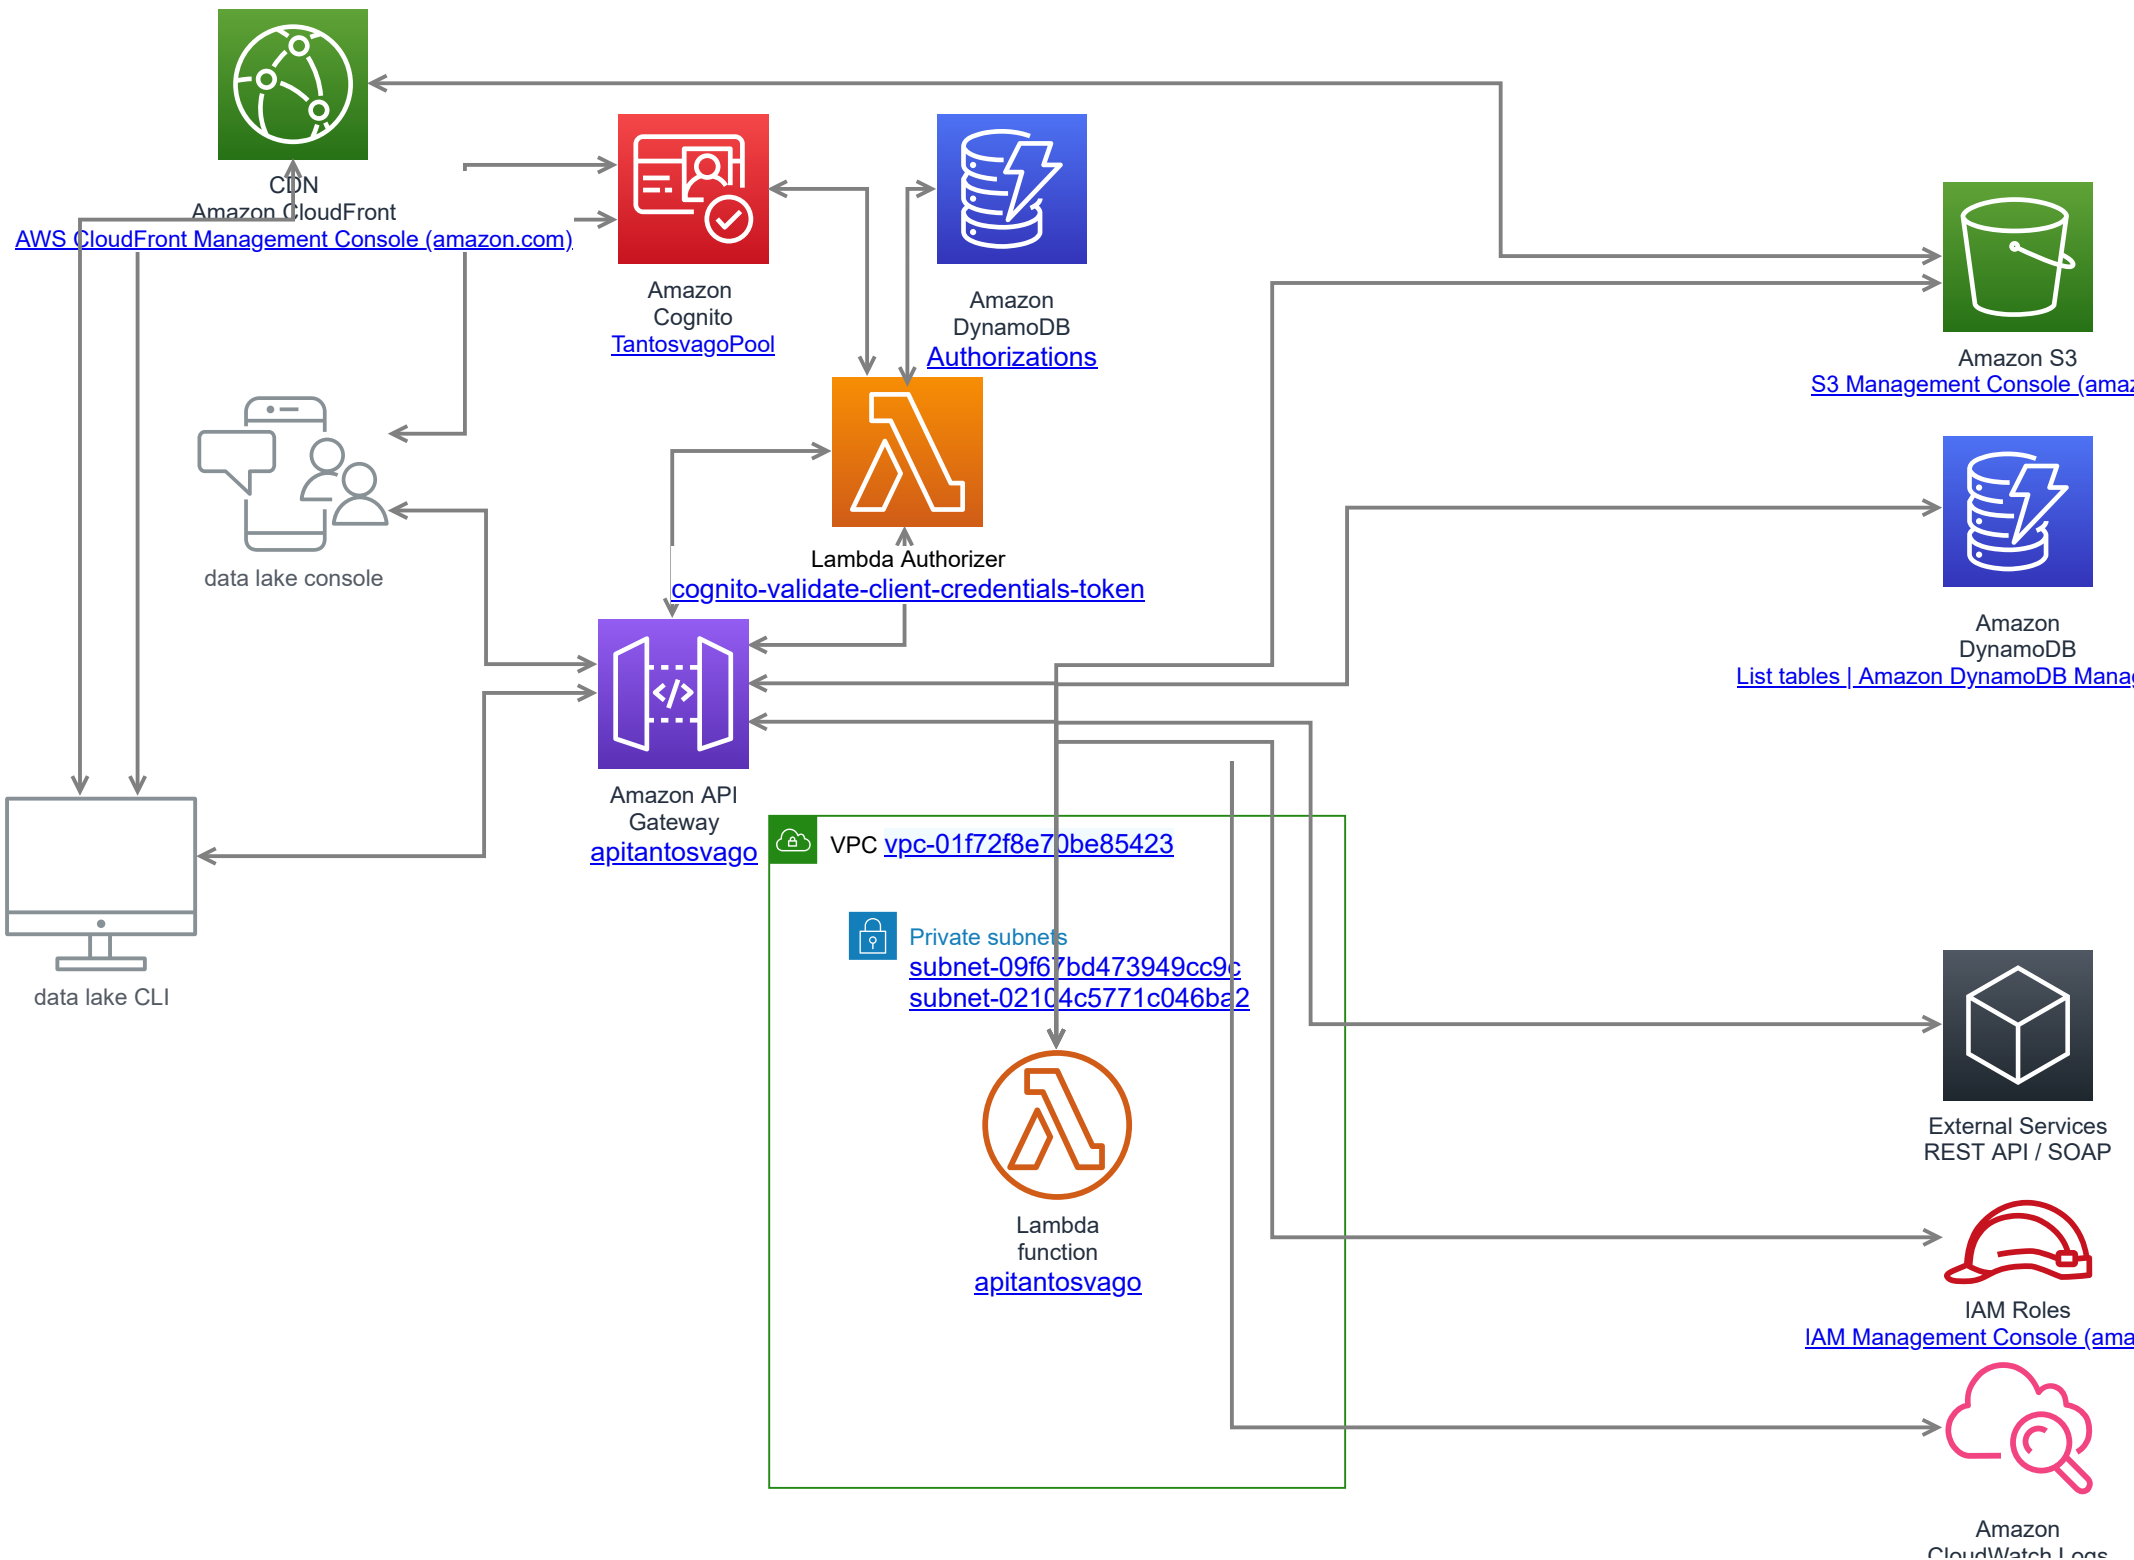 CDN
Amazon CloudFront
AWS CloudFront Management Console (amazon.com)
Amazon
Cognito
TantosvagoPool
Amazon
DynamoDB
Authorizations
Amazon S3
S3 Management Console
data lake console
Lambda Authorizer
cognito-validate-client-credentials-token
Amazon
DynamoDB
List tables | Amazon DynamoDB
Amazon API
Gateway
apitantosvago
VPC vpc-01f72f8e70be85423
Private subnets
subnet-09f67bd473949cc9c
subnet-02104c5771c046ba2
data lake CLI
Lambda
function
apitantosvago
External Services
REST API / SOAP
IAM Roles
IAM Management Console
Amazon
CloudWatch Logs